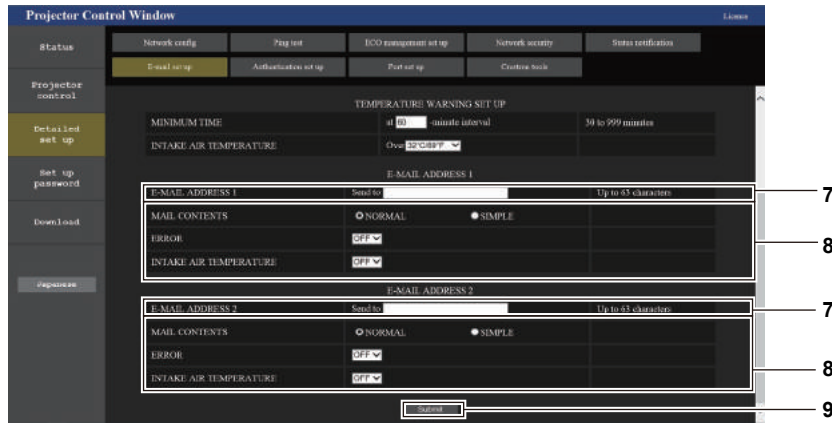 Projector Control Window
License
Status
Network config
Ping test
ECO management set up
Network security
Status notification
E-mail set up
Authentication set up
Port set up
Crestron tools
Projector
control
TEMPERATURE WARNING SET UP
MINIMUM TIME
at 60 -minute interval
30 to 999 minutes
Detailed
set up
INTAKE AIR TEMPERATURE
Over 32°C/89°F
Set up
password
E-MAIL ADDRESS 1
E-MAIL ADDRESS 1
Send to
Up to 63 characters
7
MAIL CONTENTS
NORMAL
SIMPLE
Download
ERROR
OFF
8
INTAKE AIR TEMPERATURE
OFF
Japanese
E-MAIL ADDRESS 2
E-MAIL ADDRESS 2
Send to
Up to 63 characters
7
MAIL CONTENTS
NORMAL
SIMPLE
ERROR
OFF
8
INTAKE AIR TEMPERATURE
OFF
Submit
9